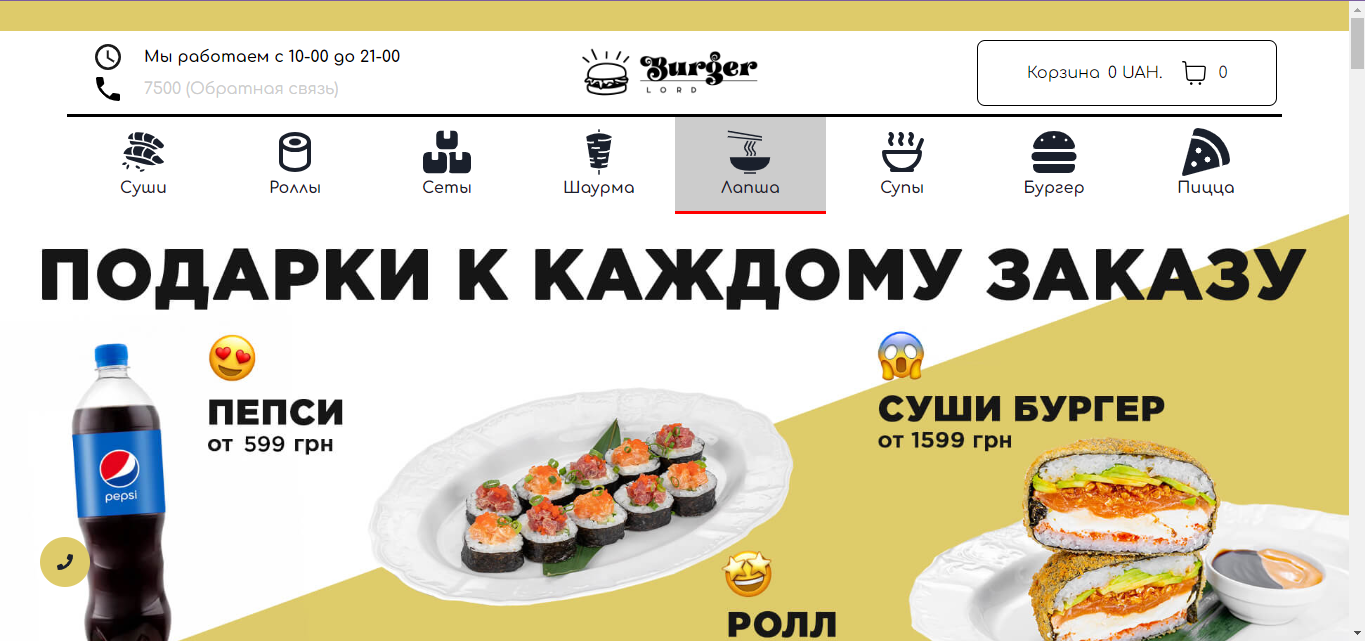 Мы работаем с 10-00 до 21-00
7500 (Обратная связь)
Burger
LORD
Корзина 0 UAH. 0
Суши
Роллы
Сеты
Шаурма
Лапша
Супы
Бургер
Пицца
ПОДАРКИ К КАЖДОМУ ЗАКАЗУ
ПЕПСИ
от 599 грн
pepsi
СУШИ БУРГЕР
от 1599 грн
РОЛЛ